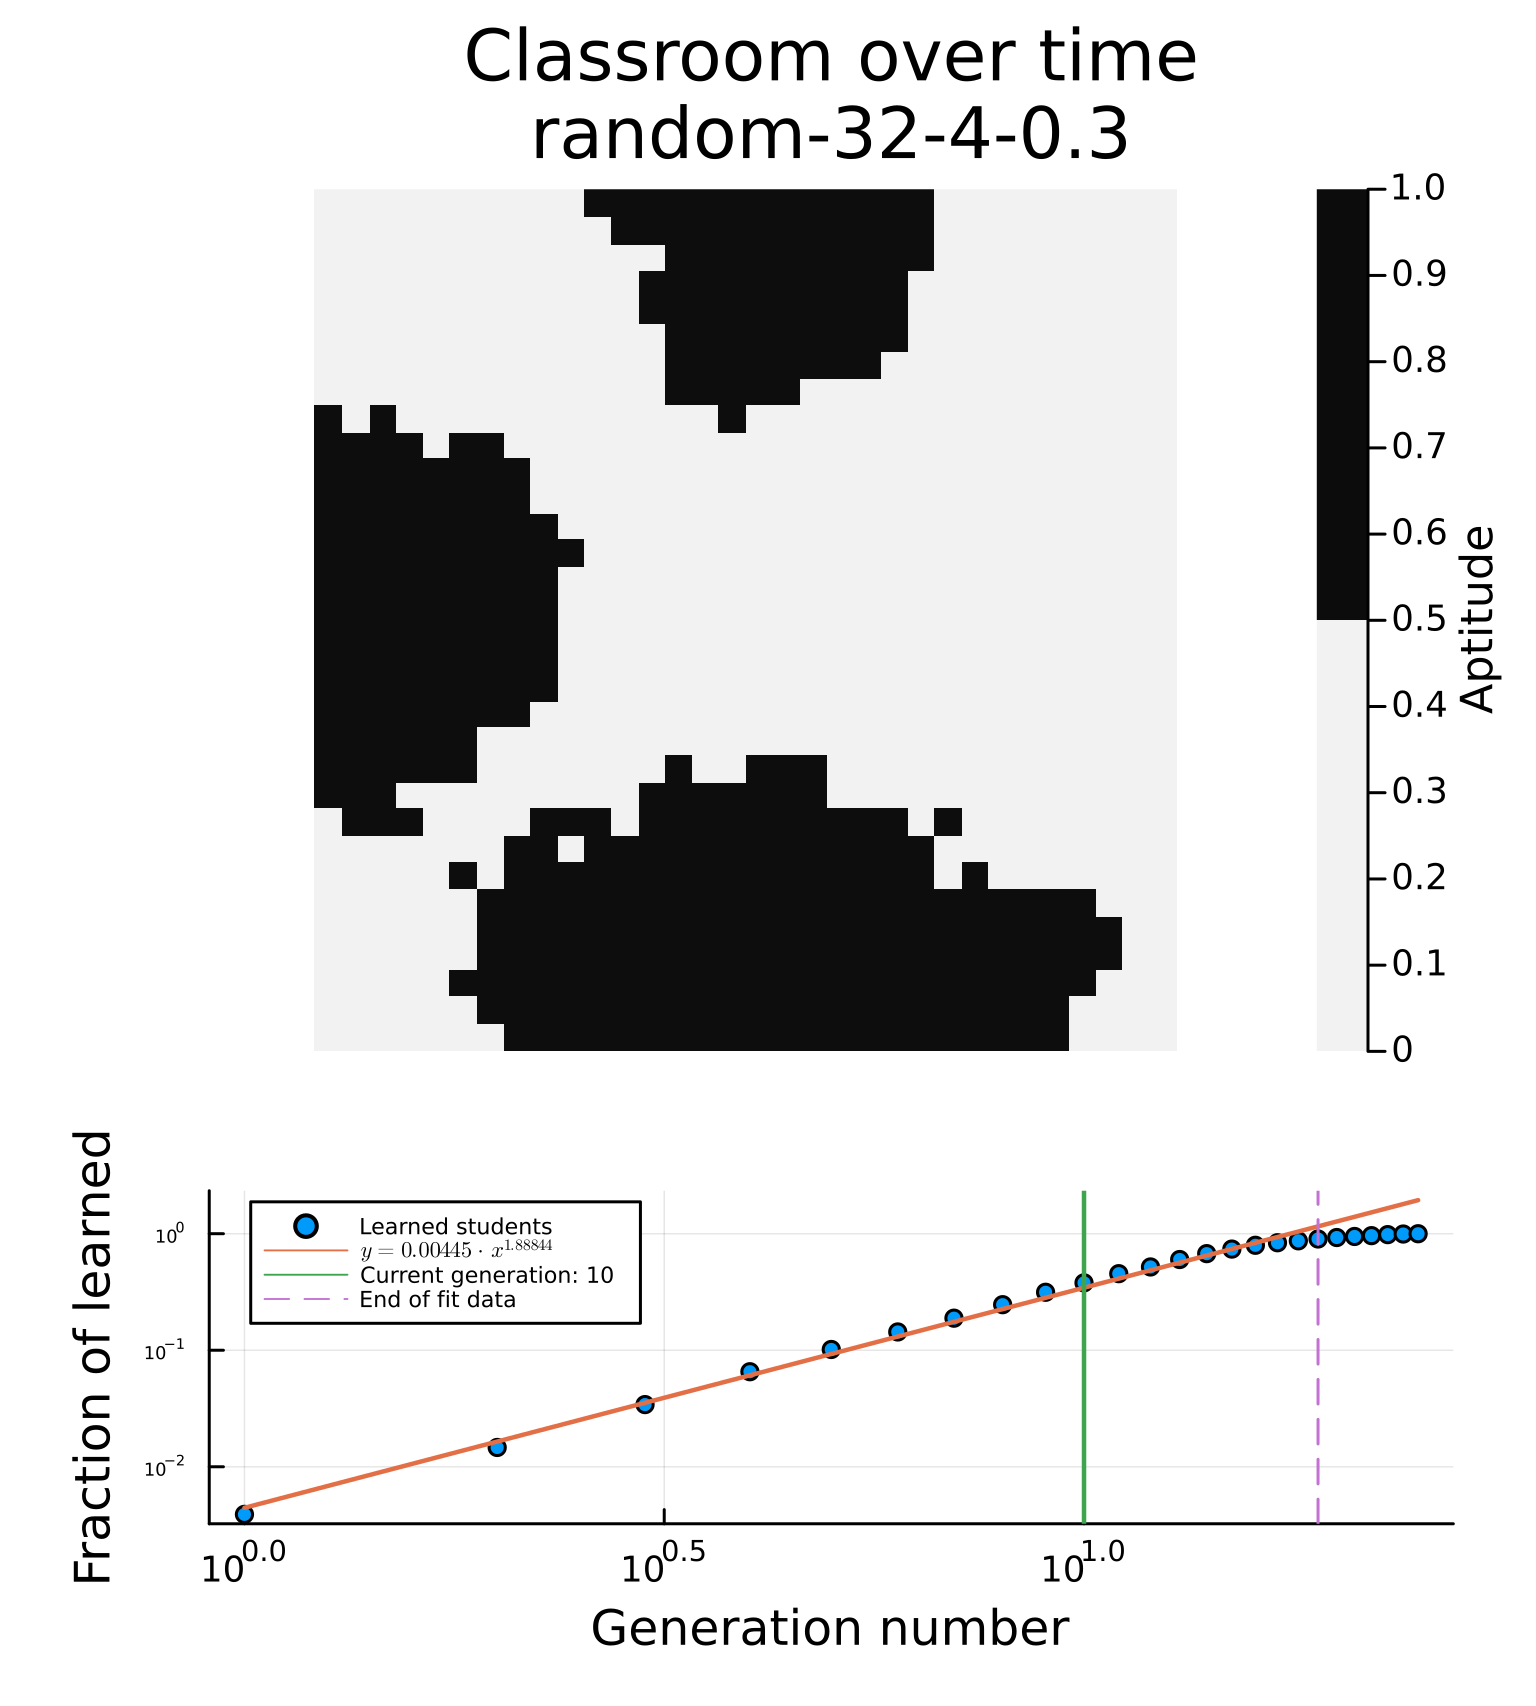 Classroom over time
random-32-4-0.3
1.0
0.9
0.8
0.7
0.6
0.5
0.4
0.3
0.2
0.1
0
Aptitude
Fraction of learned
10⁰
10⁻¹
10⁻²
Learned students
y = 0.00445 · x^1.88844
Current generation: 10
End of fit data
10^0.0
10^0.5
10^1.0
Generation number